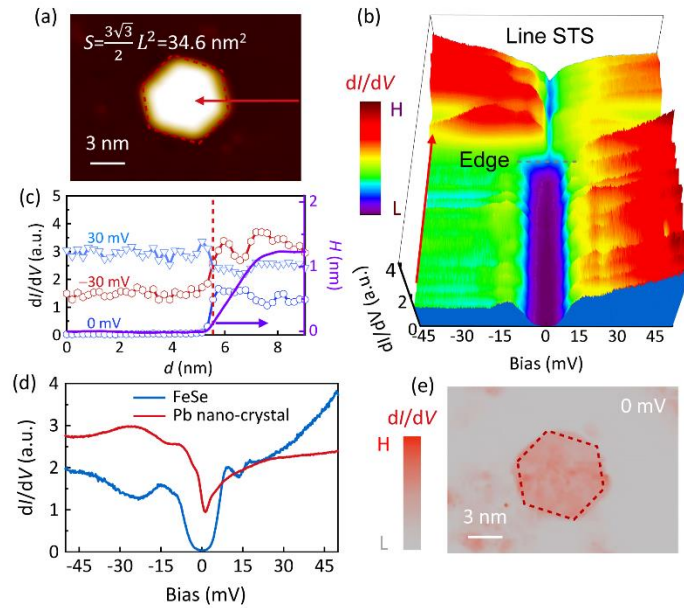 (a)
S=3√3/2 L²=34.6 nm²
3 nm
(b)
Line STS
dI/dV
H
L
Edge
dI/dV (a.u.)
4
2
0
-45 -30 -15 0 15 30 45
Bias (mV)
(c)
dI/dV (a.u.)
5
4
3
2
1
0
30 mV
−30 mV
0 mV
0 2 4 6 8
d (nm)
2
1
0
H (nm)
(d)
dI/dV (a.u.)
4
3
2
1
0
FeSe
Pb nano-crystal
-45 -30 -15 0 15 30 45
Bias (mV)
(e)
dI/dV
H
L
0 mV
3 nm